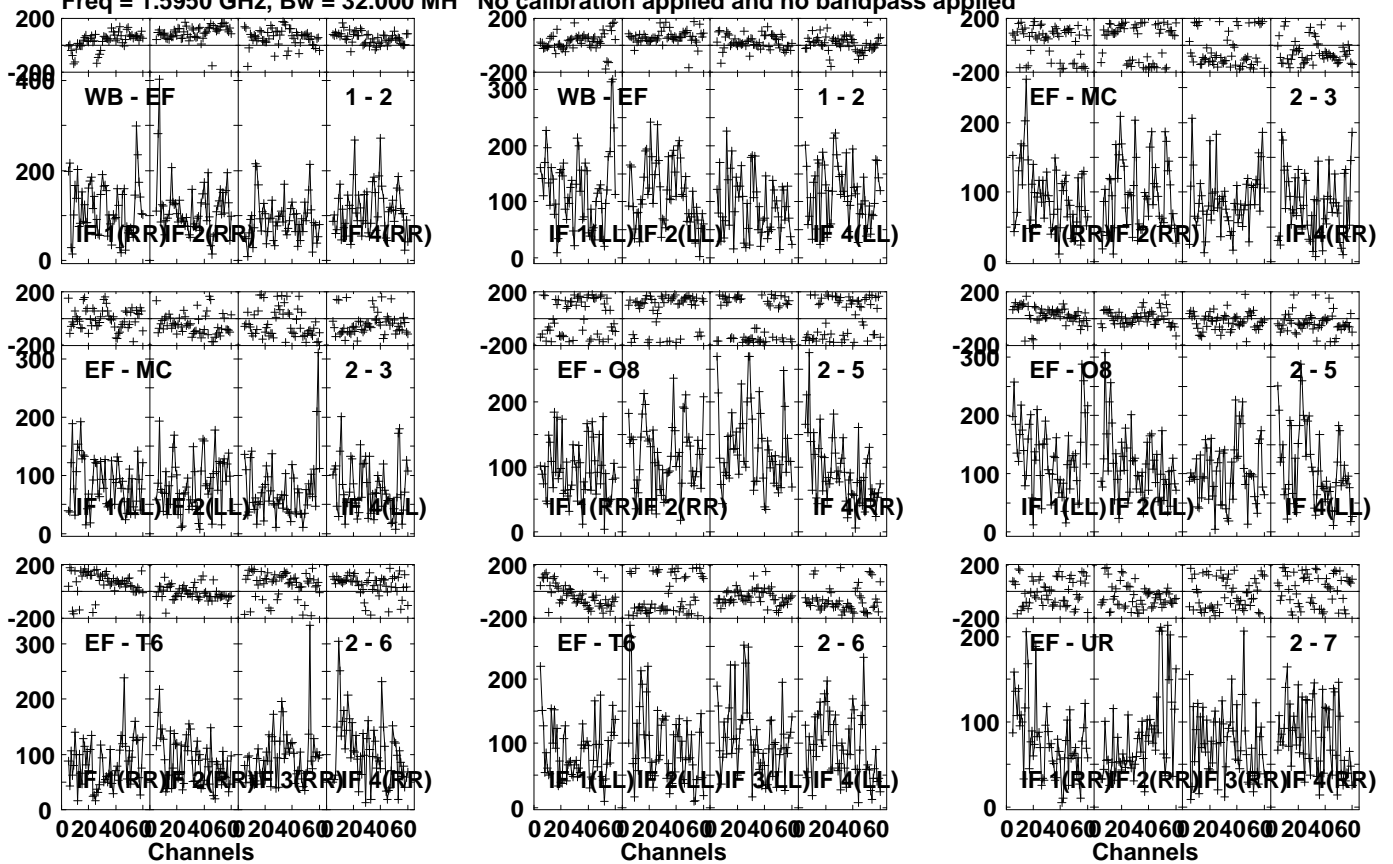 Freq = 1.5950 GHz, Bw = 32.000 MH No calibration applied and no bandpass applied
200
-200
400
200
0
WB - EF 1 - 2
IF 1(RR) IF 2(RR) IF 4(RR)
200
-200
300
200
100
0
WB - EF 1 - 2
IF 1(LL) IF 2(LL) IF 4(LL)
200
-200
200
100
0
EF - MC 2 - 3
IF 1(RR) IF 2(RR) IF 4(RR)
200
-200
300
200
100
0
EF - MC 2 - 3
IF 1(LL) IF 2(LL) IF 4(LL)
200
-200
200
100
0
EF - O8 2 - 5
IF 1(RR) IF 2(RR) IF 4(RR)
200
-200
300
200
100
0
EF - O8 2 - 5
IF 1(LL) IF 2(LL) IF 4(LL)
200
-200
300
200
100
0
EF - T6 2 - 6
IF 1(RR) IF 2(RR) IF 3(RR) IF 4(RR)
0 20 40 60 0 20 40 60 0 20 40 60 0 20 40 60
Channels
200
-200
200
100
0
EF - T6 2 - 6
IF 1(LL) IF 2(LL) IF 3(LL) IF 4(LL)
0 20 40 60 0 20 40 60 0 20 40 60 0 20 40 60
Channels
200
-200
200
100
0
EF - UR 2 - 7
IF 1(RR) IF 2(RR) IF 3(RR) IF 4(RR)
0 20 40 60 0 20 40 60 0 20 40 60 0 20 40 60
Channels